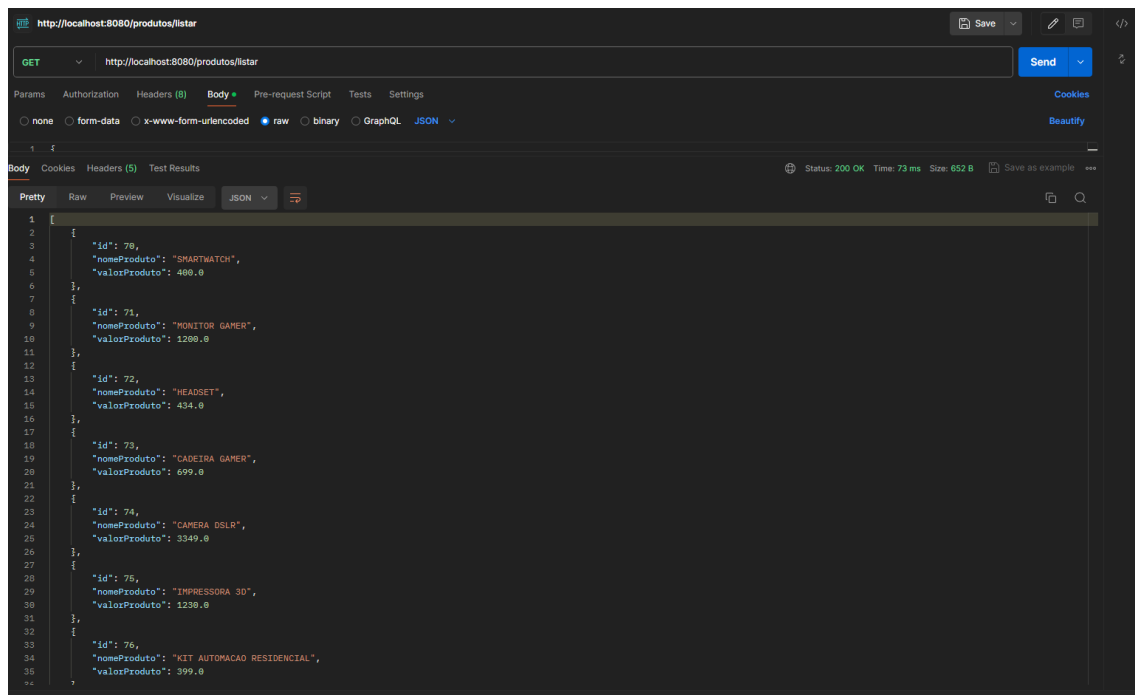 HTTP http://localhost:8080/produtos/listar Save
GET http://localhost:8080/produtos/listar Send
Params Authorization Headers (8) Body Pre-request Script Tests Settings Cookies
none form-data x-www-form-urlencoded raw binary GraphQL JSON Beautify
1 {
Body Cookies Headers (5) Test Results Status: 200 OK Time: 73 ms Size: 652 B Save as example
Pretty Raw Preview Visualize JSON
1 [
2 {
3 "id": 70,
4 "nomeProduto": "SMARTWATCH",
5 "valorProduto": 400.0
6 },
7 {
8 "id": 71,
9 "nomeProduto": "MONITOR GAMER",
10 "valorProduto": 1200.0
11 },
12 {
13 "id": 72,
14 "nomeProduto": "HEADSET",
15 "valorProduto": 434.0
16 },
17 {
18 "id": 73,
19 "nomeProduto": "CADEIRA GAMER",
20 "valorProduto": 699.0
21 },
22 {
23 "id": 74,
24 "nomeProduto": "CAMERA DSLR",
25 "valorProduto": 3349.0
26 },
27 {
28 "id": 75,
29 "nomeProduto": "IMPRESSORA 3D",
30 "valorProduto": 1230.0
31 },
32 {
33 "id": 76,
34 "nomeProduto": "KIT AUTOMACAO RESIDENCIAL",
35 "valorProduto": 399.0
36